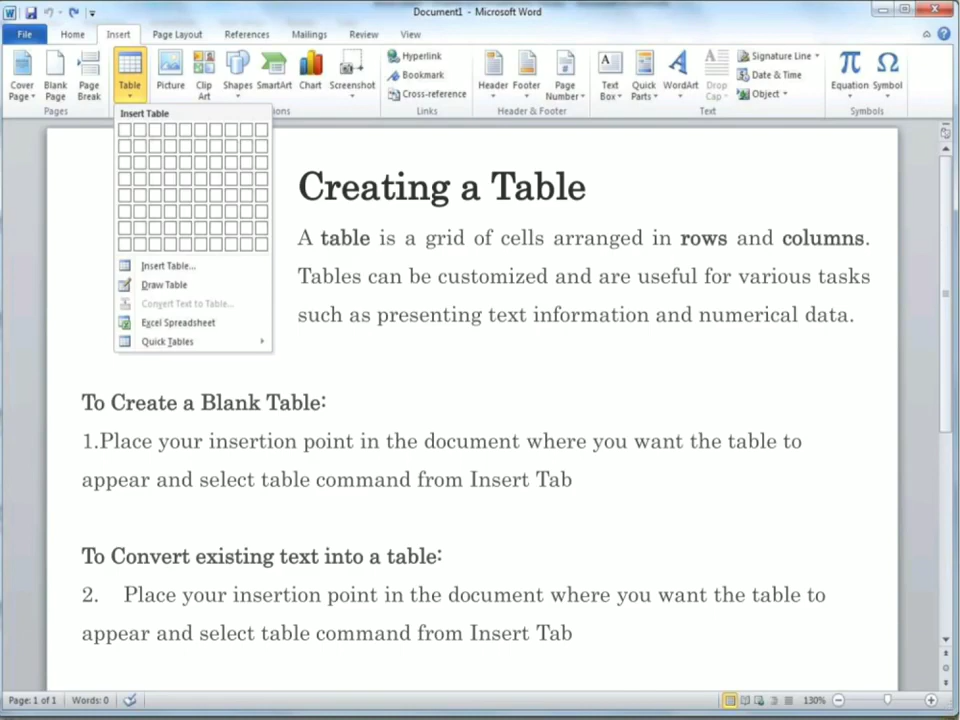 Document1 - Microsoft Word
File Home Insert Page Layout References Mailings Review View
Cover Page Blank Page Page Break Table Picture Clip Art Shapes SmartArt Chart Screenshot Hyperlink Bookmark Cross-reference Header Footer Page Number Text Box Quick Parts WordArt Drop Cap Signature Line Date & Time Object Equation Symbol
Pages ions Links Header & Footer Text Symbols
Insert Table
Insert Table...
Draw Table
Convert Text to Table...
Excel Spreadsheet
Quick Tables
Creating a Table
A table is a grid of cells arranged in rows and columns.
Tables can be customized and are useful for various tasks
such as presenting text information and numerical data.
To Create a Blank Table:
1.Place your insertion point in the document where you want the table to
appear and select table command from Insert Tab
To Convert existing text into a table:
2. Place your insertion point in the document where you want the table to
appear and select table command from Insert Tab
Page: 1 of 1 Words: 0 130%